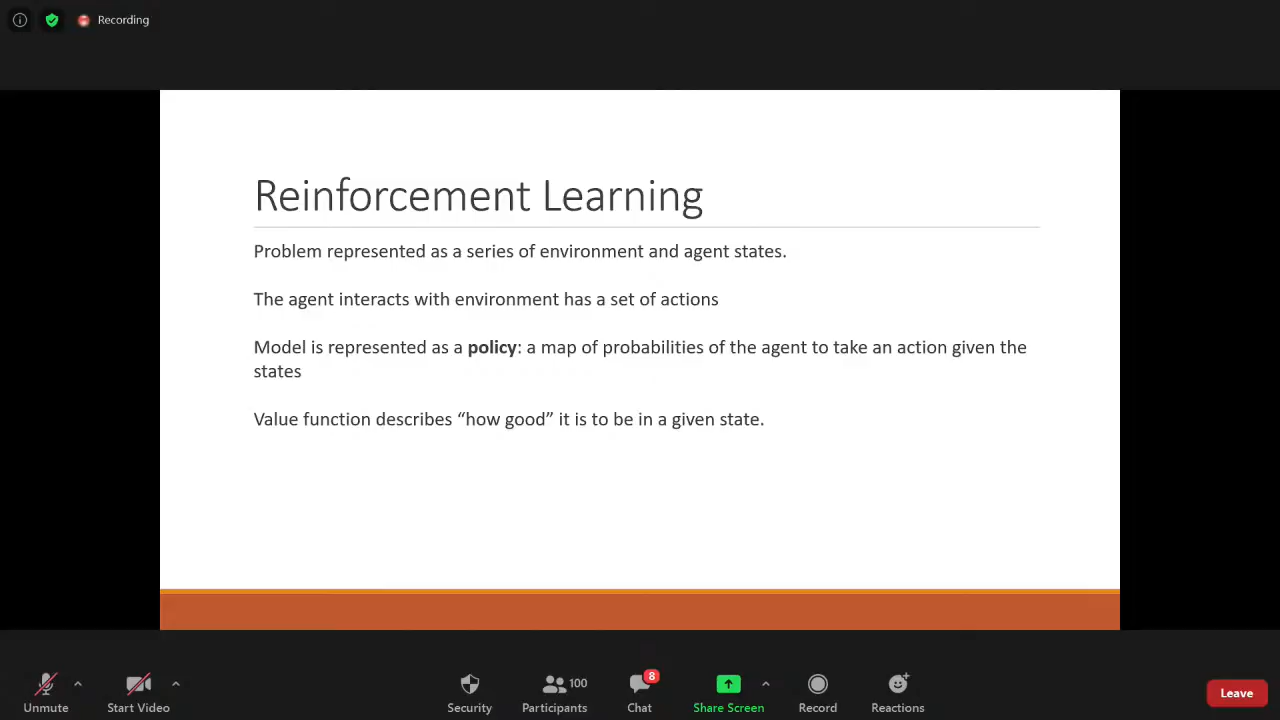 Recording
Reinforcement Learning
Problem represented as a series of environment and agent states.
The agent interacts with environment has a set of actions
Model is represented as a policy: a map of probabilities of the agent to take an action given the
states
Value function describes “how good” it is to be in a given state.
8
100
Unmute
Start Video
Security
Participants
Chat
Share Screen
Record
Reactions
Leave